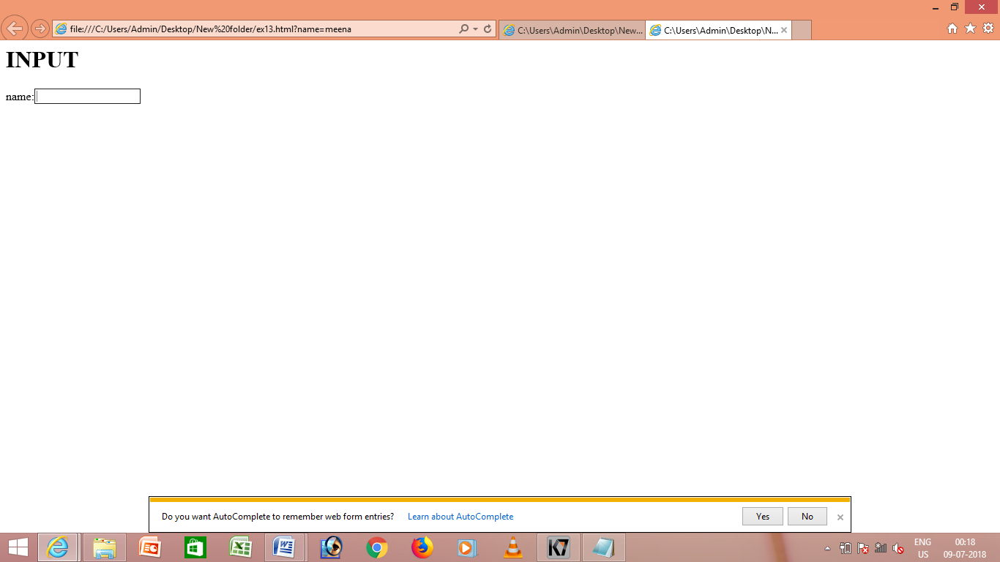 file:///C:/Users/Admin/Desktop/New%20folder/ex13.html?name=meena
C:\Users\Admin\Desktop\New...
C:\Users\Admin\Desktop\N...
INPUT
name:
Do you want AutoComplete to remember web form entries? Learn about AutoComplete Yes No
K7
ENG 00:18
US 09-07-2018